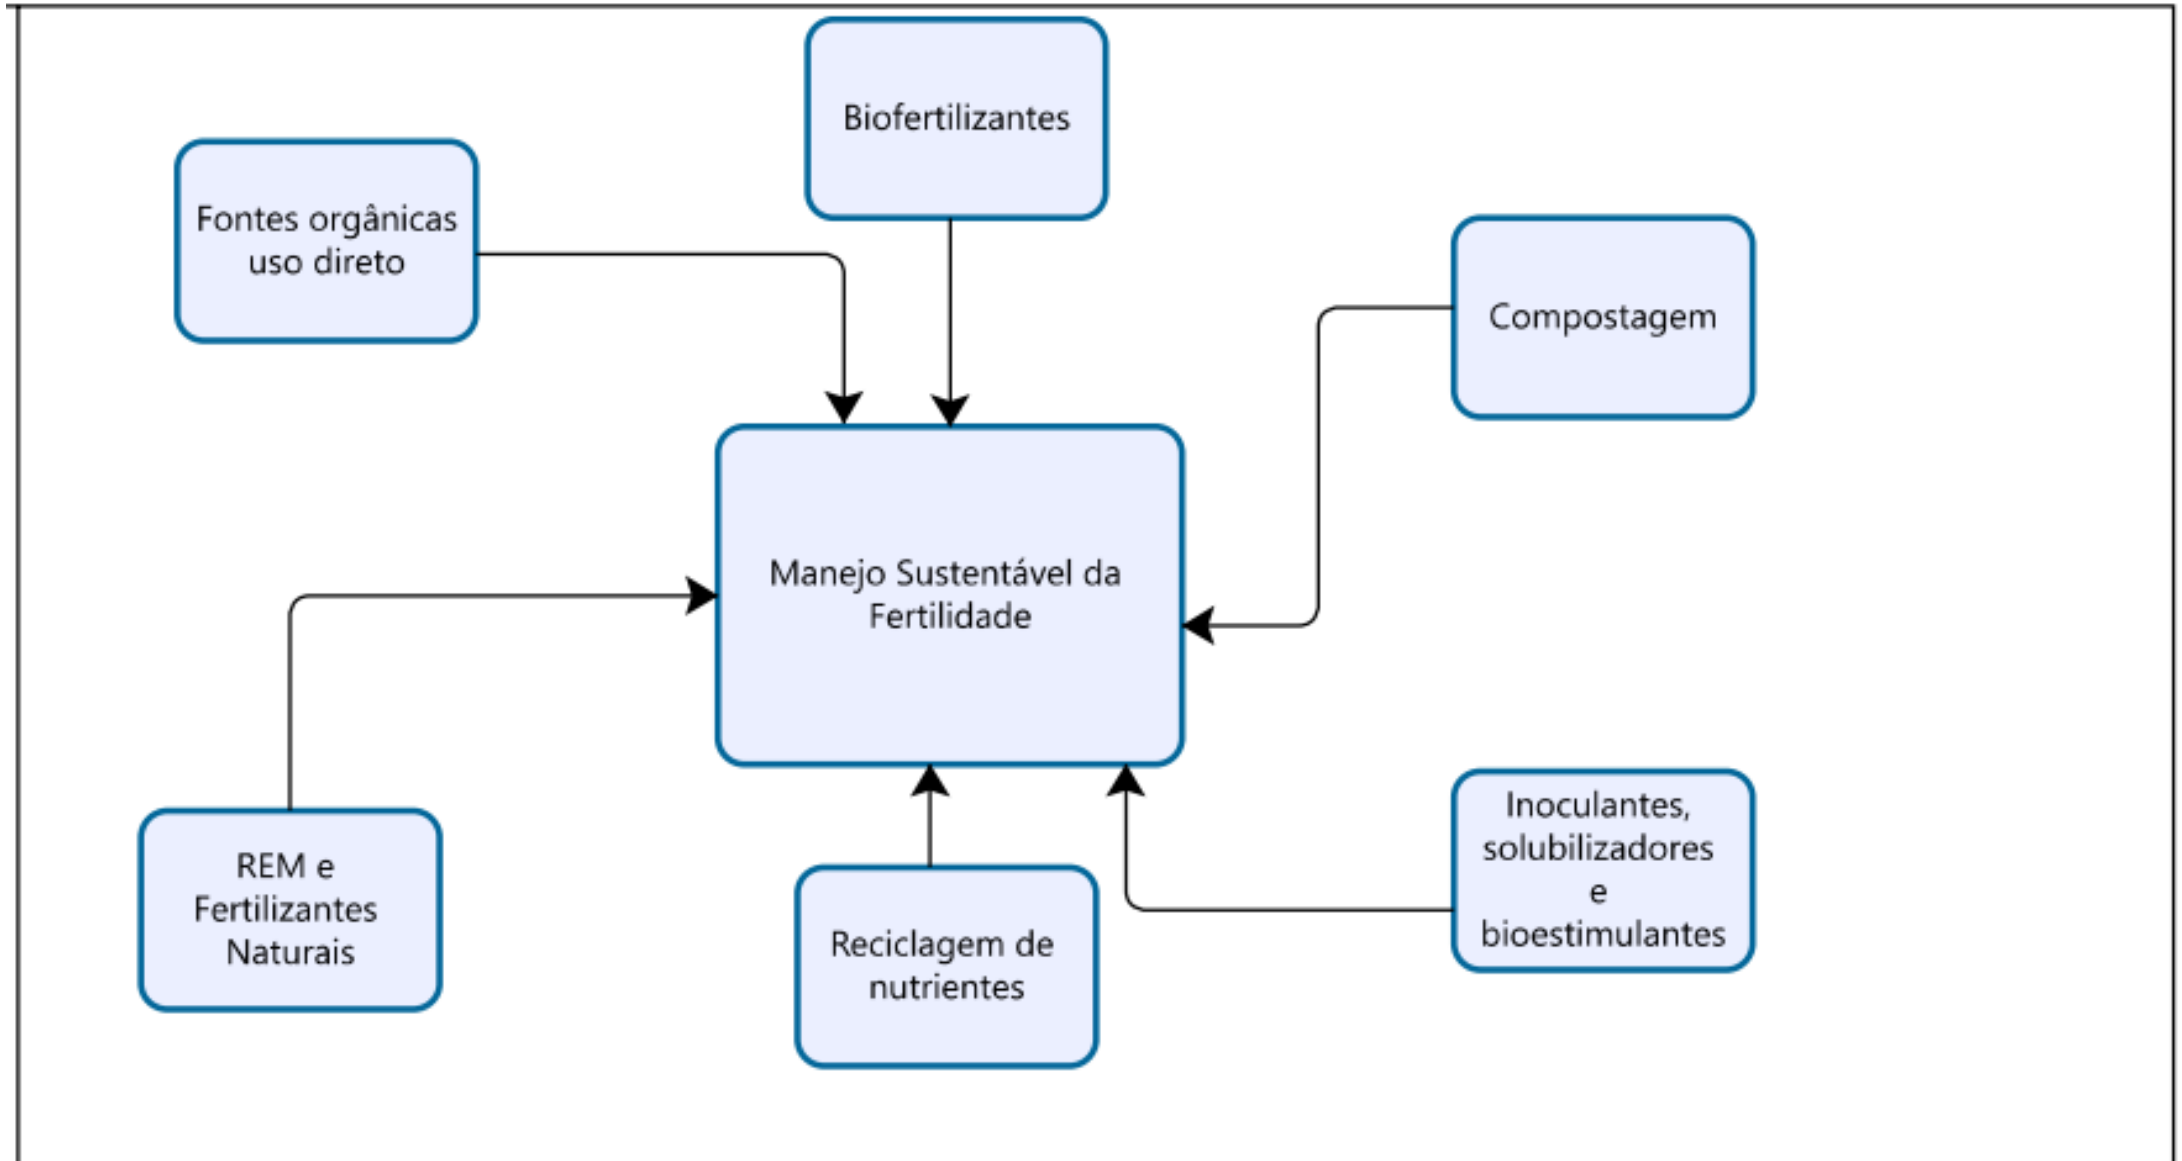 Biofertilizantes
Fontes orgânicas
uso direto
Compostagem
Manejo Sustentável da
Fertilidade
REM e
Fertilizantes
Naturais
Reciclagem de
nutrientes
Inoculantes,
solubilizadores
e
bioestimulantes